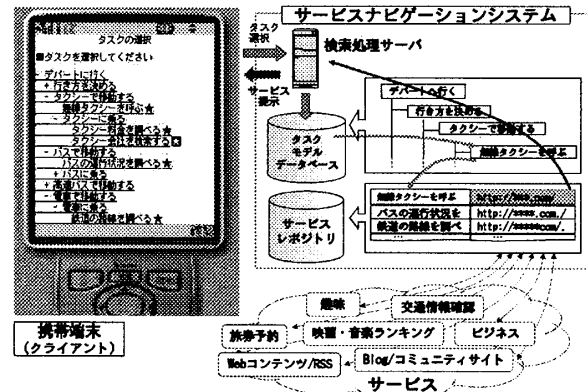 サービスナビゲーションシステム
タスクの選択
■タスクを選択してください
- デパートに行く
+ 行き方を決める
- タクシーで移動する
無線タクシーを呼ぶ★
- タクシーに乗る
タクシー料金を調べる★
タクシー会社を検索する★
- バスで移動する
バスの運行状況を調べる★
+ バスに乗る
+ 高速バスで移動する
- 電車で移動する
- 電車に乗る
鉄道の路線を調べる★
携帯端末
(クライアント)
タスク
選択
サービス
提示
検索処理サーバ
タスク
モデル
データベース
サービス
レポジトリ
デパートへ行く
行き方を決める
タクシーで移動する
無線タクシーを呼ぶ
無線タクシーを呼ぶ http://***.com/
バスの運行状況を http://****.com./
鉄道の路線を調べ http://*****com/.
趣味
交通情報確認
旅券予約
映画・音楽ランキング
ビジネス
Webコンテンツ/RSS
Blog/コミュニティサイト
サービス